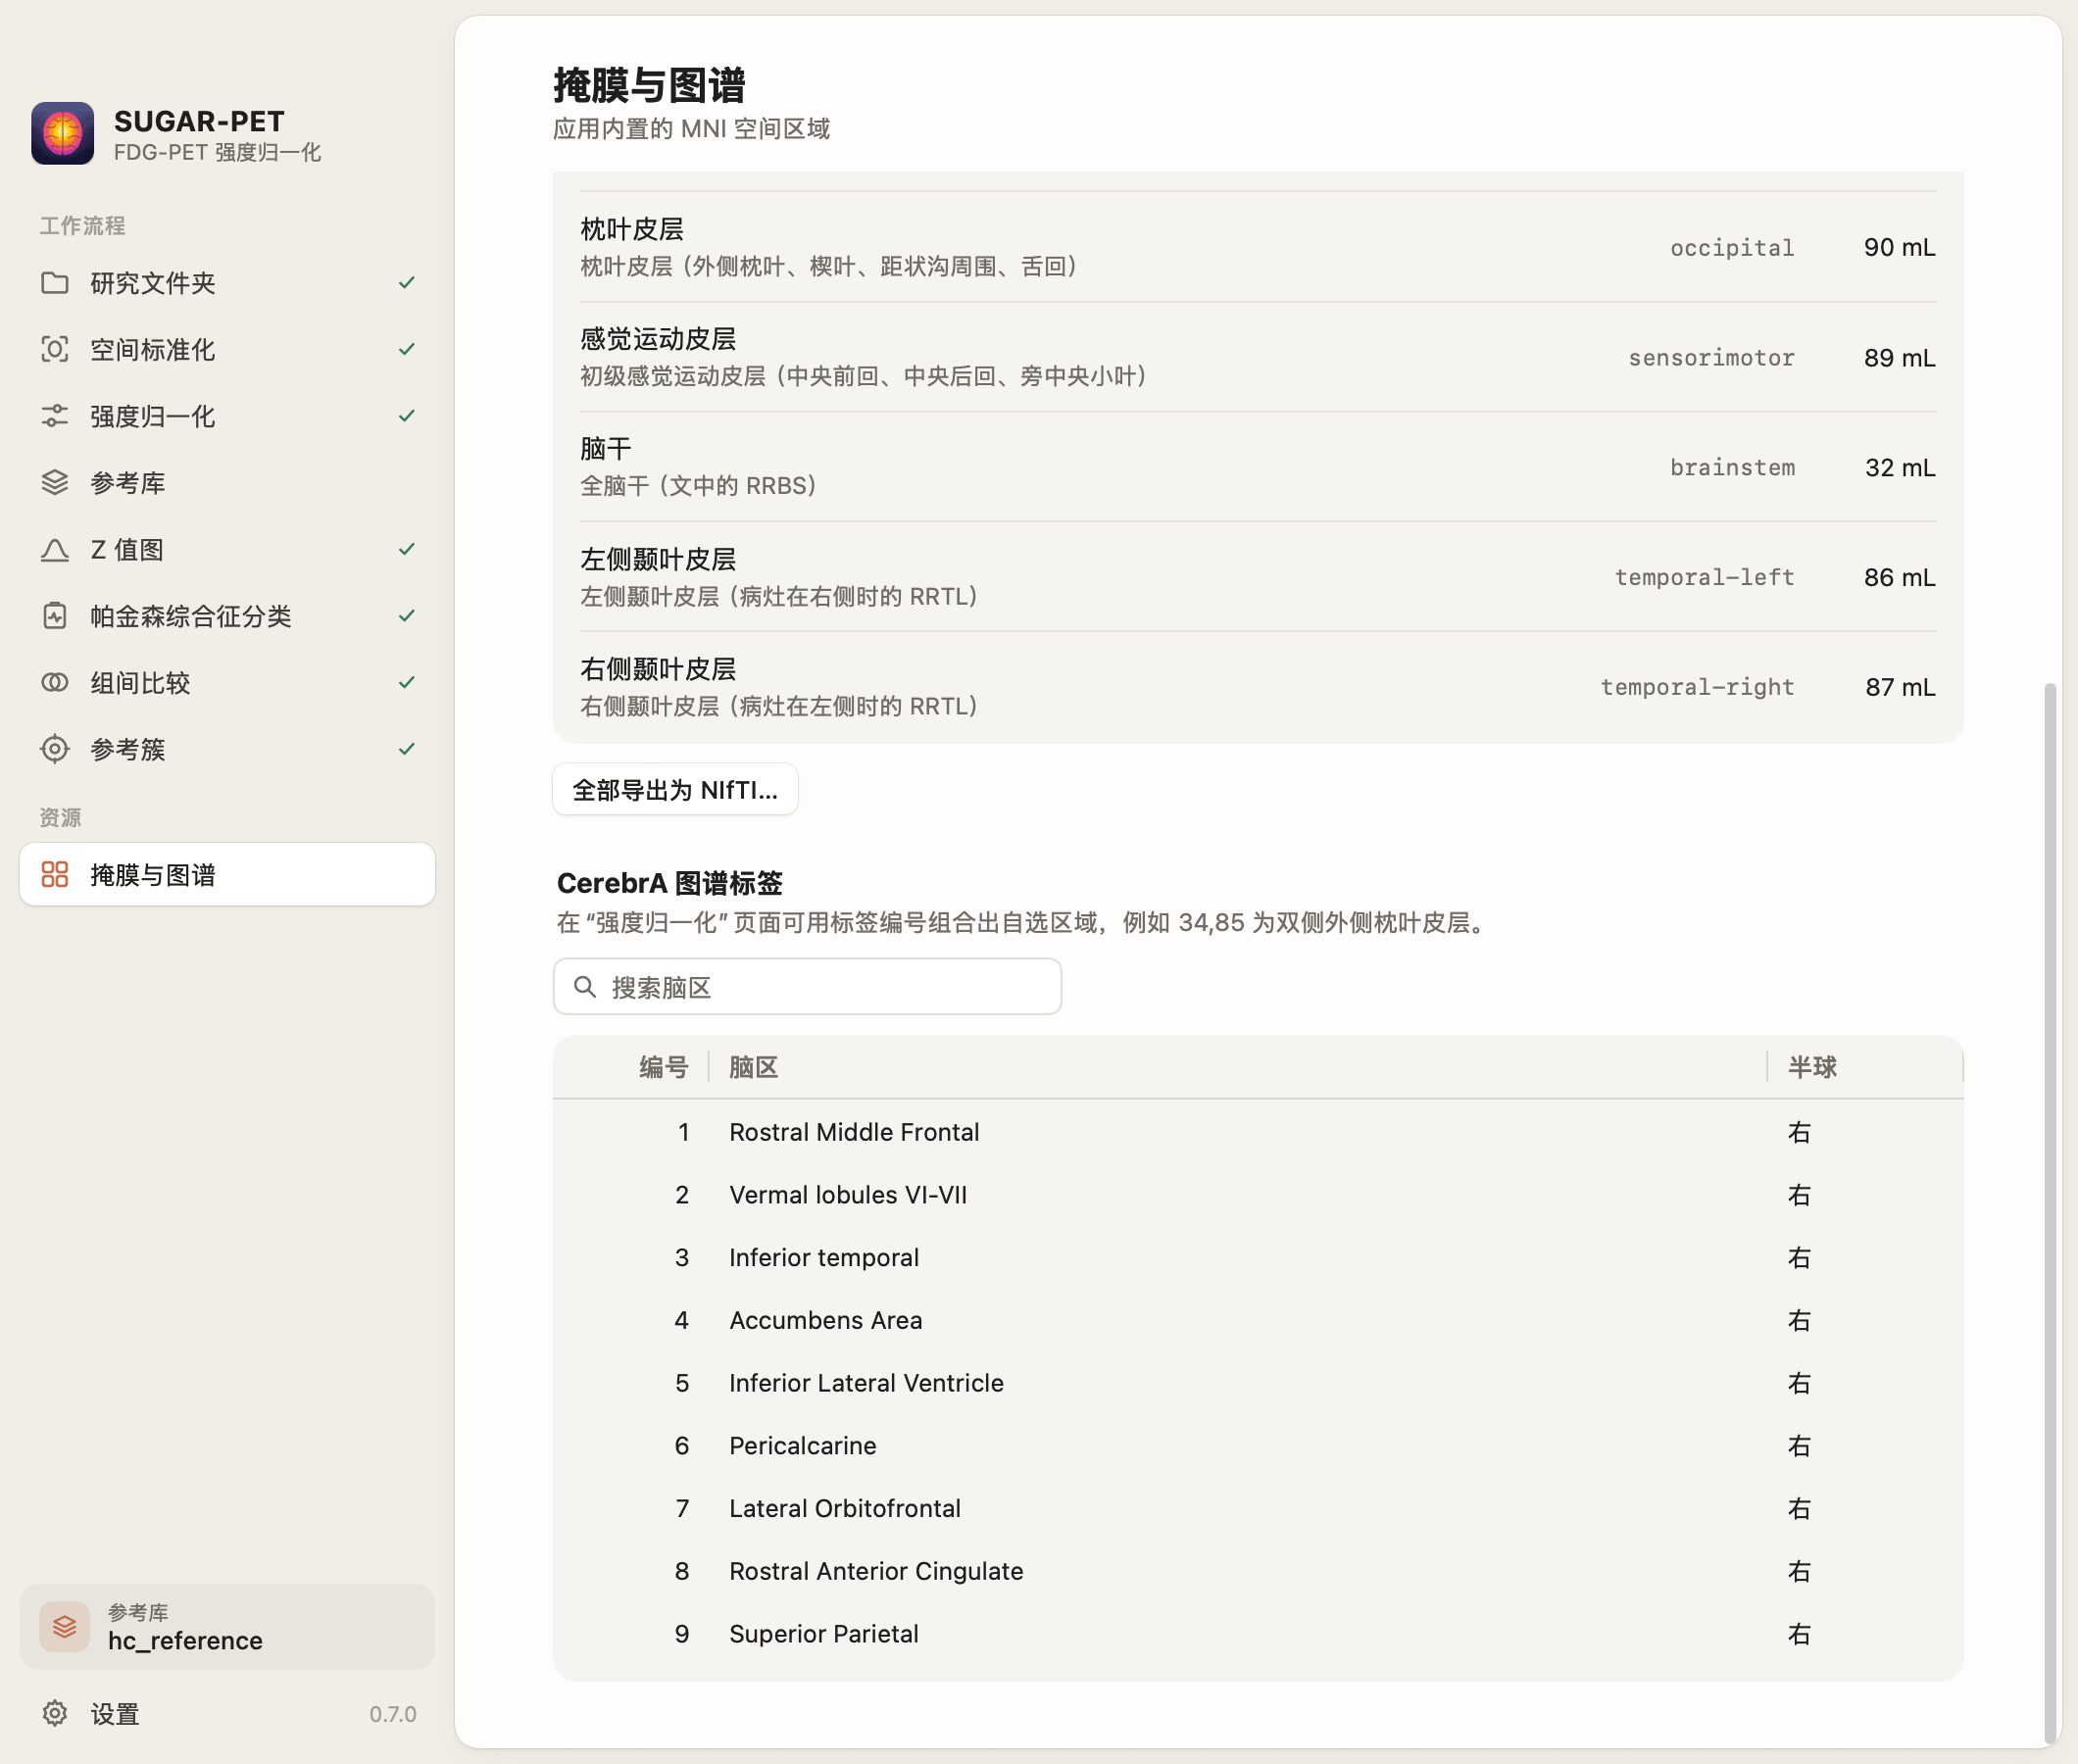 SUGAR-PET
FDG-PET 强度归一化
工作流程
研究文件夹
空间标准化
强度归一化
参考库
Z 值图
帕金森综合征分类
组间比较
参考簇
资源
掩膜与图谱
参考库
hc_reference
设置 0.7.0
掩膜与图谱
应用内置的 MNI 空间区域
枕叶皮层
枕叶皮层（外侧枕叶、楔叶、距状沟周围、舌回）
occipital 90 mL
感觉运动皮层
初级感觉运动皮层（中央前回、中央后回、旁中央小叶）
sensorimotor 89 mL
脑干
全脑干（文中的 RRBS）
brainstem 32 mL
左侧颞叶皮层
左侧颞叶皮层（病灶在右侧时的 RRTL）
temporal-left 86 mL
右侧颞叶皮层
右侧颞叶皮层（病灶在左侧时的 RRTL）
temporal-right 87 mL
全部导出为 NIfTI...
CerebrA 图谱标签
在“强度归一化”页面可用标签编号组合出自选区域，例如 34,85 为双侧外侧枕叶皮层。
搜索脑区
编号 脑区 半球
1 Rostral Middle Frontal 右
2 Vermal lobules VI-VII 右
3 Inferior temporal 右
4 Accumbens Area 右
5 Inferior Lateral Ventricle 右
6 Pericalcarine 右
7 Lateral Orbitofrontal 右
8 Rostral Anterior Cingulate 右
9 Superior Parietal 右